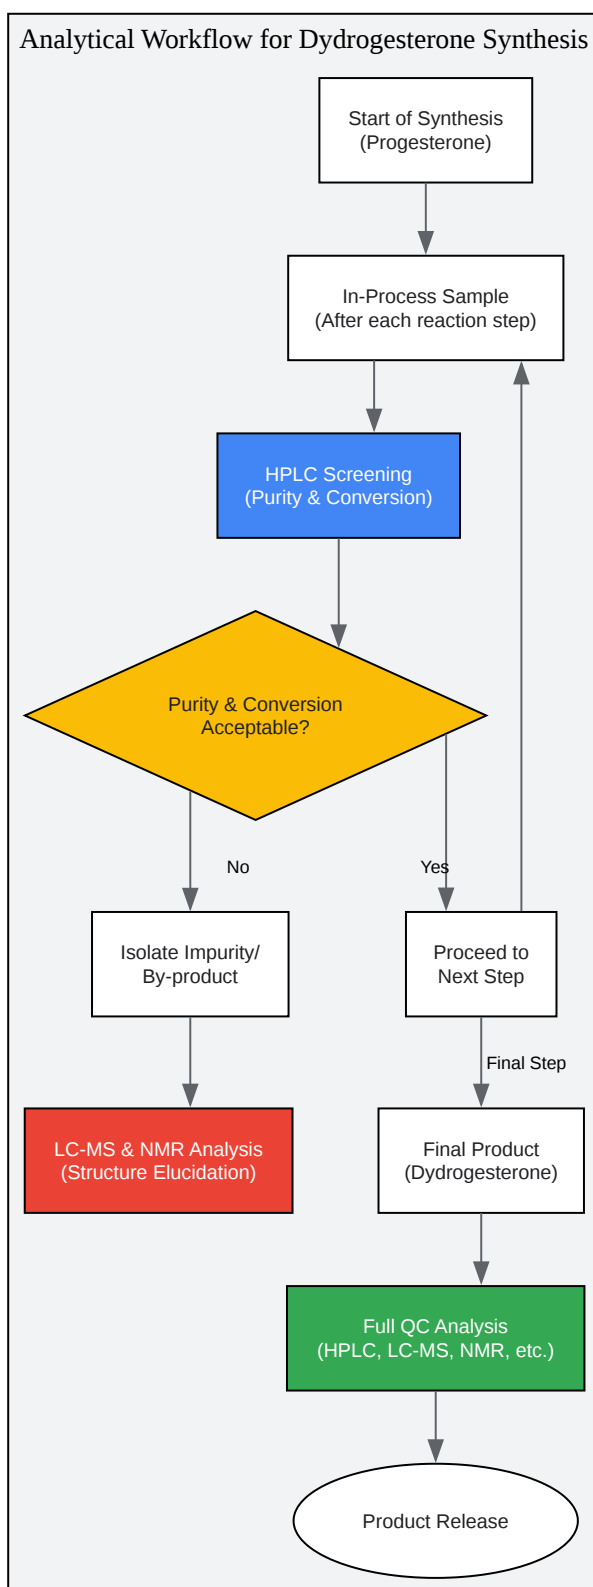 Analytical Workflow for Dydrogesterone Synthesis
Start of Synthesis
(Progesterone)
In-Process Sample
(After each reaction step)
HPLC Screening
(Purity & Conversion)
Purity & Conversion
Acceptable?
No
Yes
Isolate Impurity/
By-product
Proceed to
Next Step
Final Step
LC-MS & NMR Analysis
(Structure Elucidation)
Final Product
(Dydrogesterone)
Full QC Analysis
(HPLC, LC-MS, NMR, etc.)
Product Release